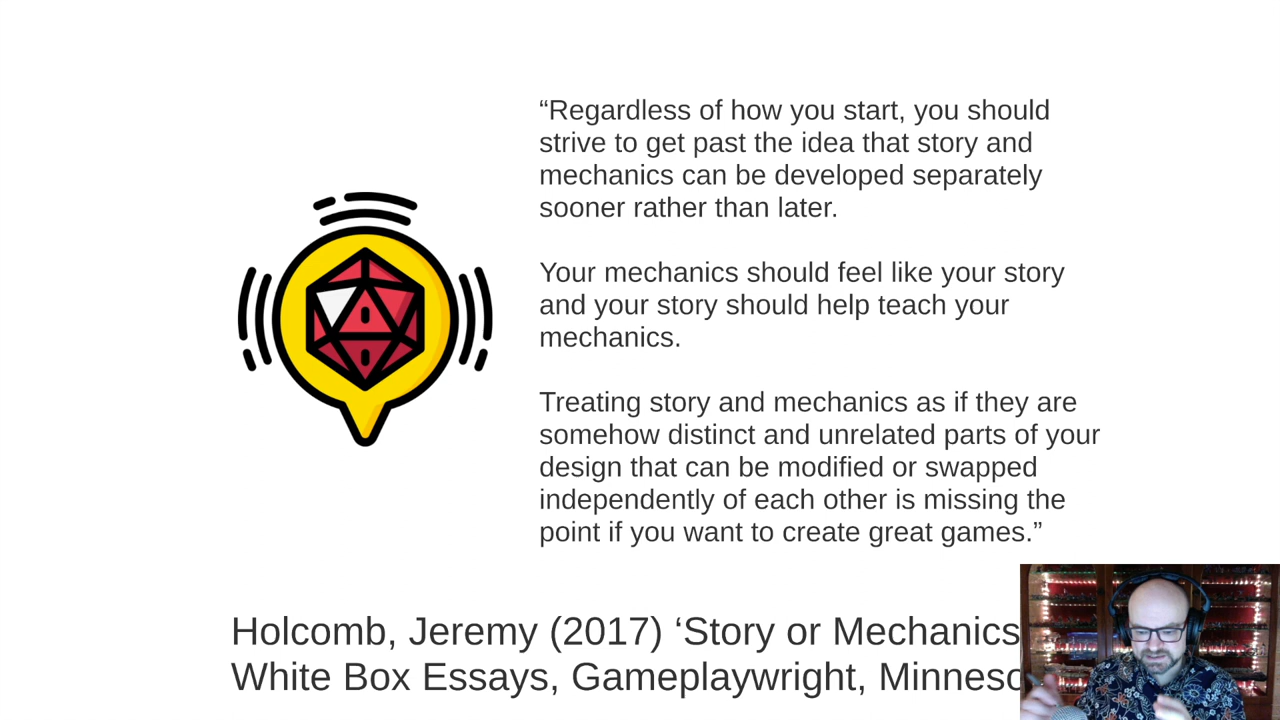 “Regardless of how you start, you should
strive to get past the idea that story and
mechanics can be developed separately
sooner rather than later.
Your mechanics should feel like your story
and your story should help teach your
mechanics.
Treating story and mechanics as if they are
somehow distinct and unrelated parts of your
design that can be modified or swapped
independently of each other is missing the
point if you want to create great games.”
Holcomb, Jeremy (2017) ‘Story or Mechanics
White Box Essays, Gameplaywright,